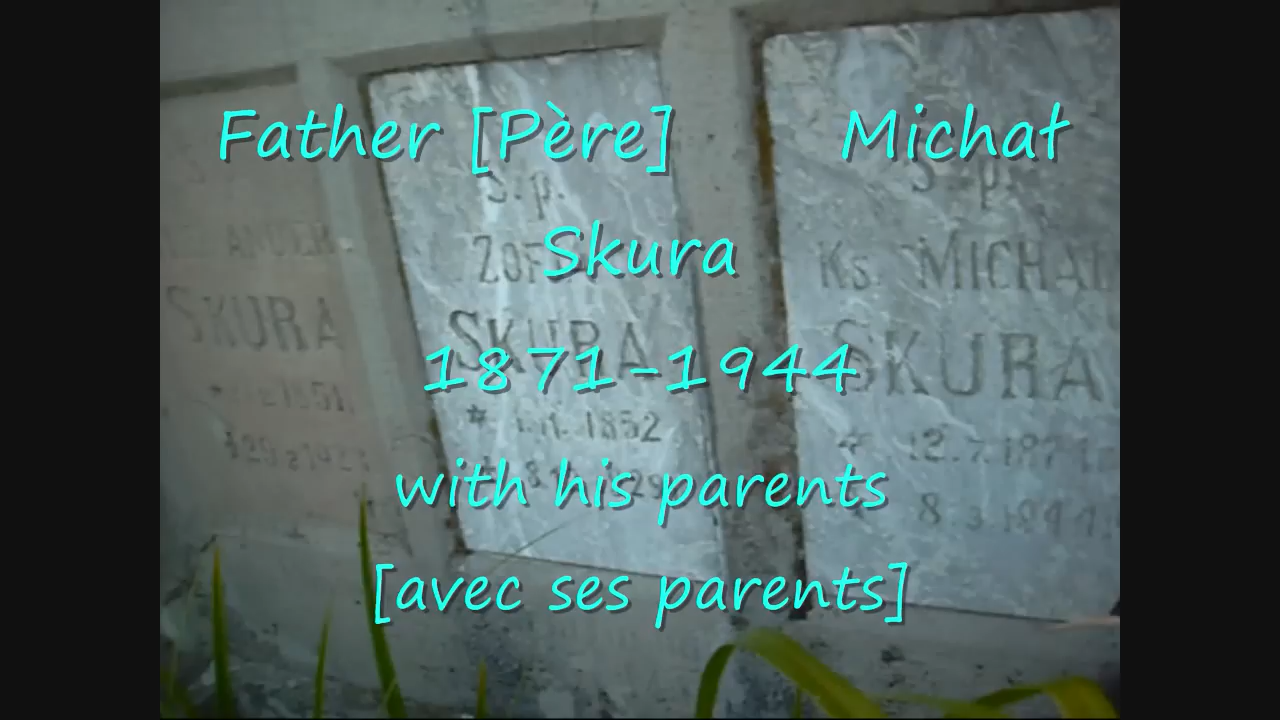 Father [Père] Michał
Skura
1871-1944
with his parents
[avec ses parents]
SKURA
Ś. p.
SKURA
1852
Ś. p.
Ks. MICHAŁ
SKURA
* 12.7.1871
8.3.1944